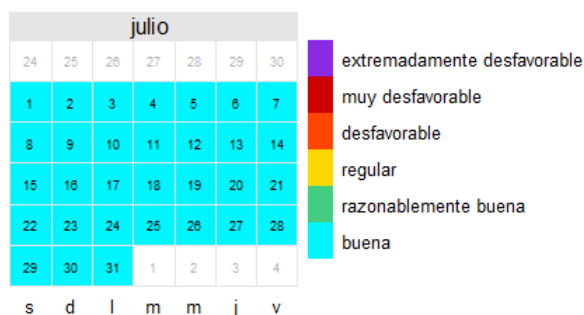 julio
24 25 26 27 28 29 30
1 2 3 4 5 6 7
8 9 10 11 12 13 14
15 16 17 18 19 20 21
22 23 24 25 26 27 28
29 30 31 1 2 3 4
s d l m m j v
extremadamente desfavorable
muy desfavorable
desfavorable
regular
razonablemente buena
buena